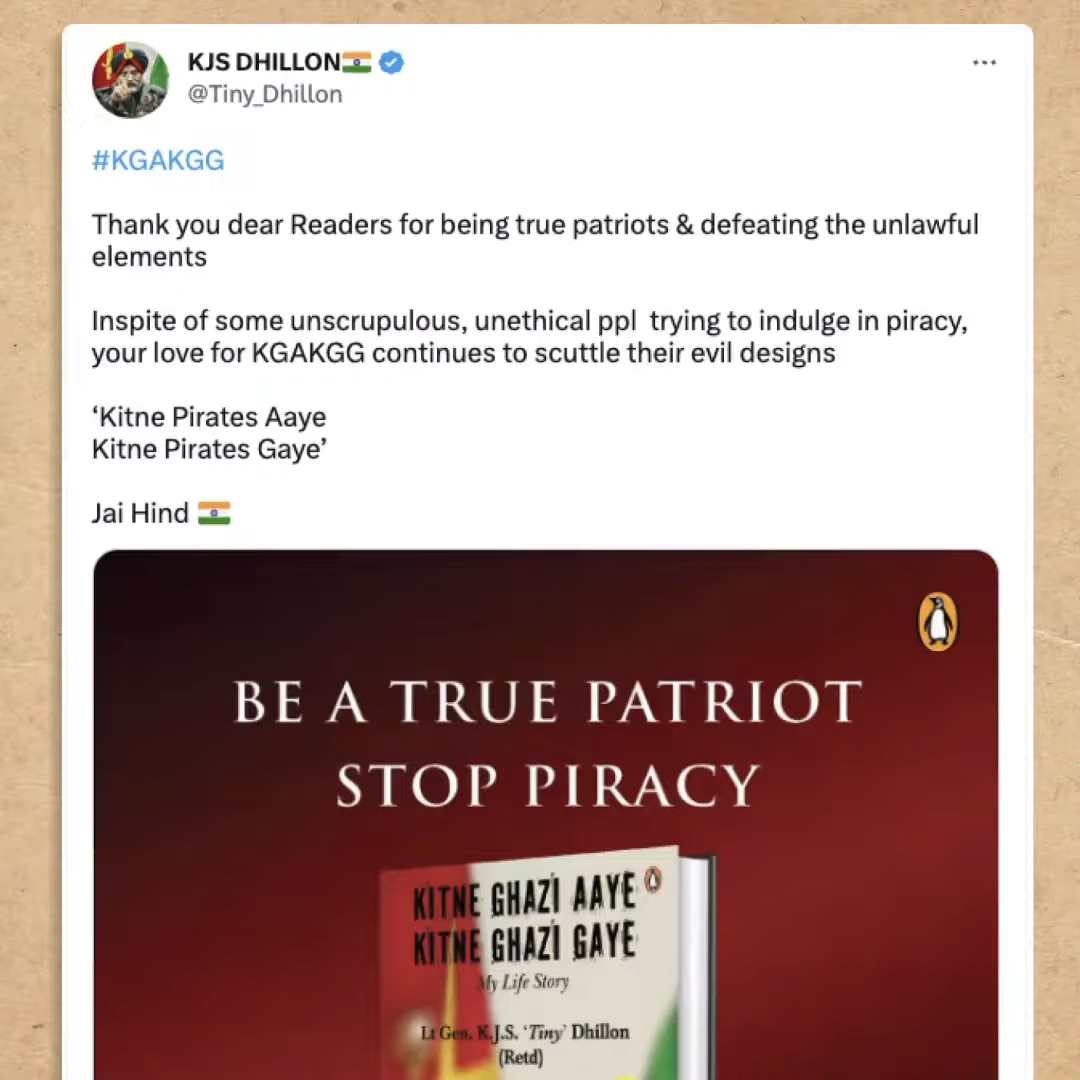 KJS DHILLON🇮🇳
@Tiny_Dhillon
#KGAKGG
Thank you dear Readers for being true patriots & defeating the unlawful
elements
Inspite of some unscrupulous, unethical ppl  trying to indulge in piracy,
your love for KGAKGG continues to scuttle their evil designs
‘Kitne Pirates Aaye
Kitne Pirates Gaye’
Jai Hind 🇮🇳
BE A TRUE PATRIOT
STOP PIRACY
KITNE GHAZI AAYE
KITNE GHAZI GAYE
My Life Story
Lt Gen. K.J.S. ‘Tiny’ Dhillon
(Retd)